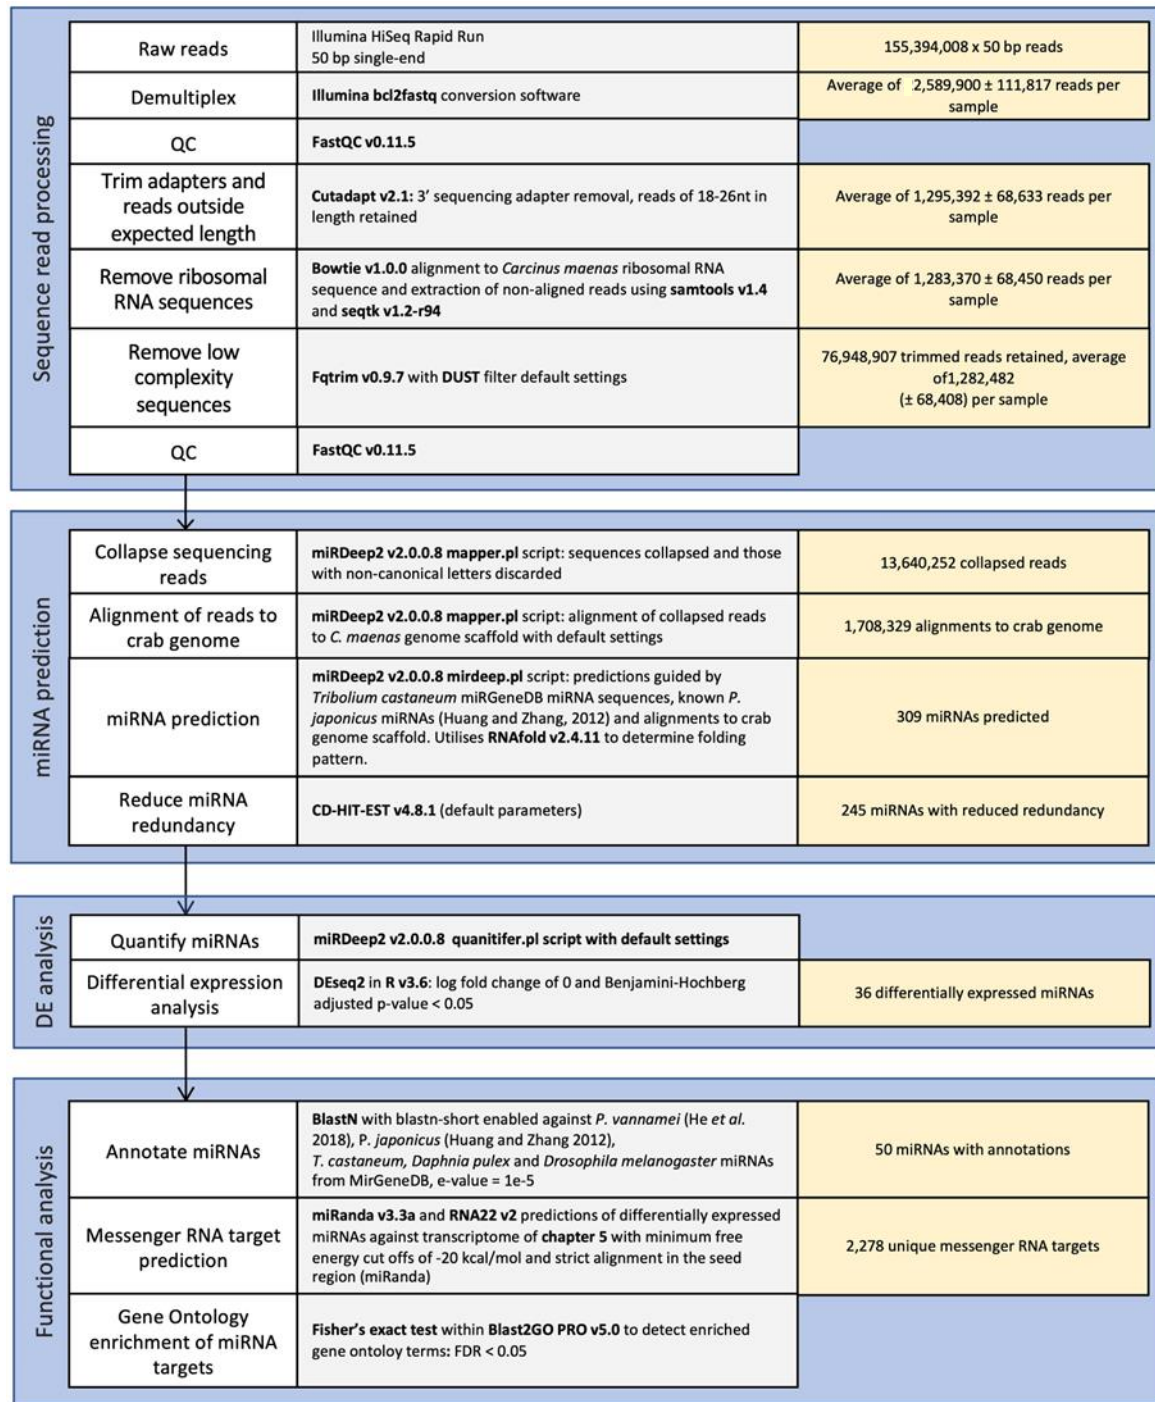 Sequence read processing
Raw reads
Illumina HiSeq Rapid Run
50 bp single-end
155,394,008 x 50 bp reads
Demultiplex
Illumina bcl2fastq conversion software
Average of 2,589,900 ± 111,817 reads per
sample
QC
FastQC v0.11.5
Trim adapters and
reads outside
expected length
Cutadapt v2.1: 3’ sequencing adapter removal, reads of 18-26nt in
length retained
Average of 1,295,392 ± 68,633 reads per
sample
Remove ribosomal
RNA sequences
Bowtie v1.0.0 alignment to Carcinus maenas ribosomal RNA
sequence and extraction of non-aligned reads using samtools v1.4
and seqtk v1.2-r94
Average of 1,283,370 ± 68,450 reads per
sample
Remove low
complexity
sequences
Fqtrim v0.9.7 with DUST filter default settings
76,948,907 trimmed reads retained, average
of1,282,482
(± 68,408) per sample
QC
FastQC v0.11.5
miRNA prediction
Collapse sequencing
reads
miRDeep2 v2.0.0.8 mapper.pl script: sequences collapsed and those
with non-canonical letters discarded
13,640,252 collapsed reads
Alignment of reads to
crab genome
miRDeep2 v2.0.0.8 mapper.pl script: alignment of collapsed reads
to C. maenas genome scaffold with default settings
1,708,329 alignments to crab genome
miRNA prediction
miRDeep2 v2.0.0.8 mirdeep.pl script: predictions guided by
Tribolium castaneum miRGeneDB miRNA sequences, known P.
japonicus miRNAs (Huang and Zhang, 2012) and alignments to crab
genome scaffold. Utilises RNAfold v2.4.11 to determine folding
pattern.
309 miRNAs predicted
Reduce miRNA
redundancy
CD-HIT-EST v4.8.1 (default parameters)
245 miRNAs with reduced redundancy
DE analysis
Quantify miRNAs
miRDeep2 v2.0.0.8 quanitifer.pl script with default settings
Differential expression
analysis
DEseq2 in R v3.6: log fold change of 0 and Benjamini-Hochberg
adjusted p-value < 0.05
36 differentially expressed miRNAs
Functional analysis
Annotate miRNAs
BlastN with blastn-short enabled against P. vannamei (He et al.
2018), P. japonicus (Huang and Zhang 2012),
T. castaneum, Daphnia pulex and Drosophila melanogaster miRNAs
from MirGeneDB, e-value = 1e-5
50 miRNAs with annotations
Messenger RNA target
prediction
miRanda v3.3a and RNA22 v2 predictions of differentially expressed
miRNAs against transcriptome of chapter 5 with minimum free
energy cut offs of -20 kcal/mol and strict alignment in the seed
region (miRanda)
2,278 unique messenger RNA targets
Gene Ontology
enrichment of miRNA
targets
Fisher’s exact test within Blast2GO PRO v5.0 to detect enriched
gene ontoloy terms: FDR < 0.05